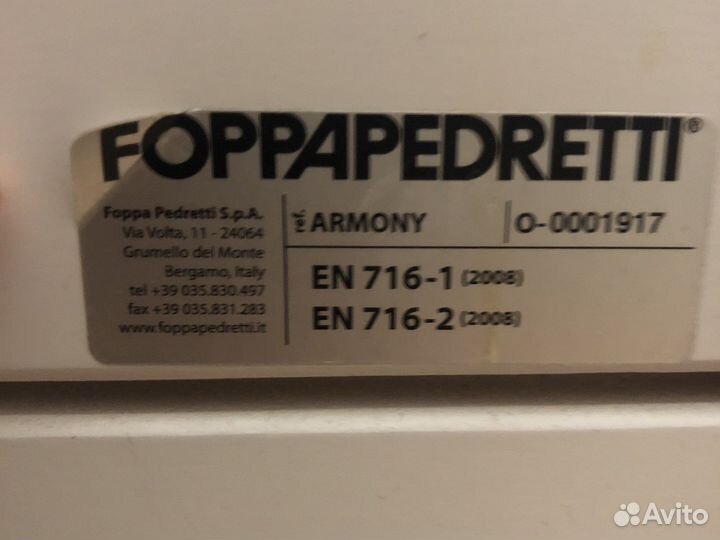 FOPPAPEDRETTI®
Foppa Pedretti S.p.A.
Via Volta, 11 - 24064
Grumello del Monte
Bergamo, Italy
tel +39 035.830.497
fax +39 035.831.283
www.foppapedretti.it
ref. ARMONY O-0001917
EN 716-1 (2008)
EN 716-2 (2008)
Avito